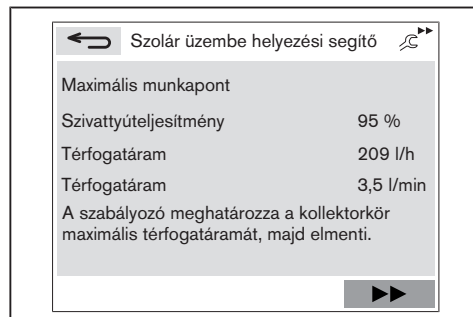 Szolár üzembe helyezési segítő
Maximális munkapont
Szivattyúteljesítmény 95 %
Térfogatáram 209 l/h
Térfogatáram 3,5 l/min
A szabályozó meghatározza a kollektorkör
maximális térfogatáramát, majd elmenti.